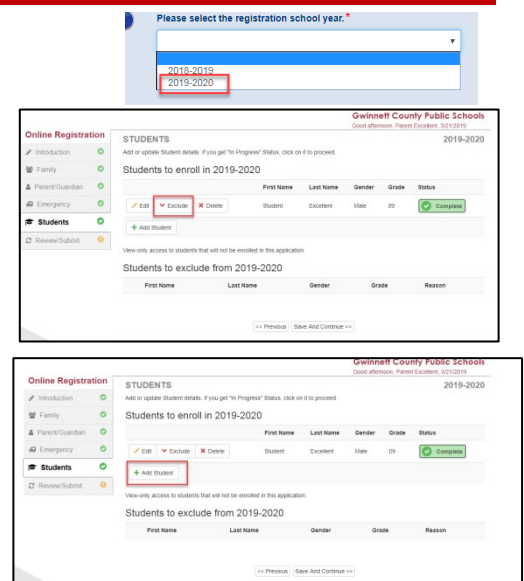 Please select the registration school year.*
2018-2019
2019-2020
Gwinnett County Public Schools
Good afternoon, Parent Excellent, 3/21/2019
Online Registration
Introduction
Family
Parent/Guardian
Emergency
Students
Review/Submit
STUDENTS 2019-2020
Add or update Student details. If you get "In Progress" Status, click on it to proceed.
Students to enroll in 2019-2020
First Name Last Name Gender Grade Status
Edit Exclude Delete Student Excellent Male 09 Complete
+ Add Student
View-only access to students that will not be enrolled in this application:
Students to exclude from 2019-2020
First Name Last Name Gender Grade Reason
<< Previous Save And Continue >>
Gwinnett County Public Schools
Good afternoon, Parent Excellent, 3/21/2019
Online Registration
Introduction
Family
Parent/Guardian
Emergency
Students
Review/Submit
STUDENTS 2019-2020
Add or update Student details. If you get "In Progress" Status, click on it to proceed.
Students to enroll in 2019-2020
First Name Last Name Gender Grade Status
Edit Exclude Delete Student Excellent Male 09 Complete
+ Add Student
View-only access to students that will not be enrolled in this application:
Students to exclude from 2019-2020
First Name Last Name Gender Grade Reason
<< Previous Save And Continue >>